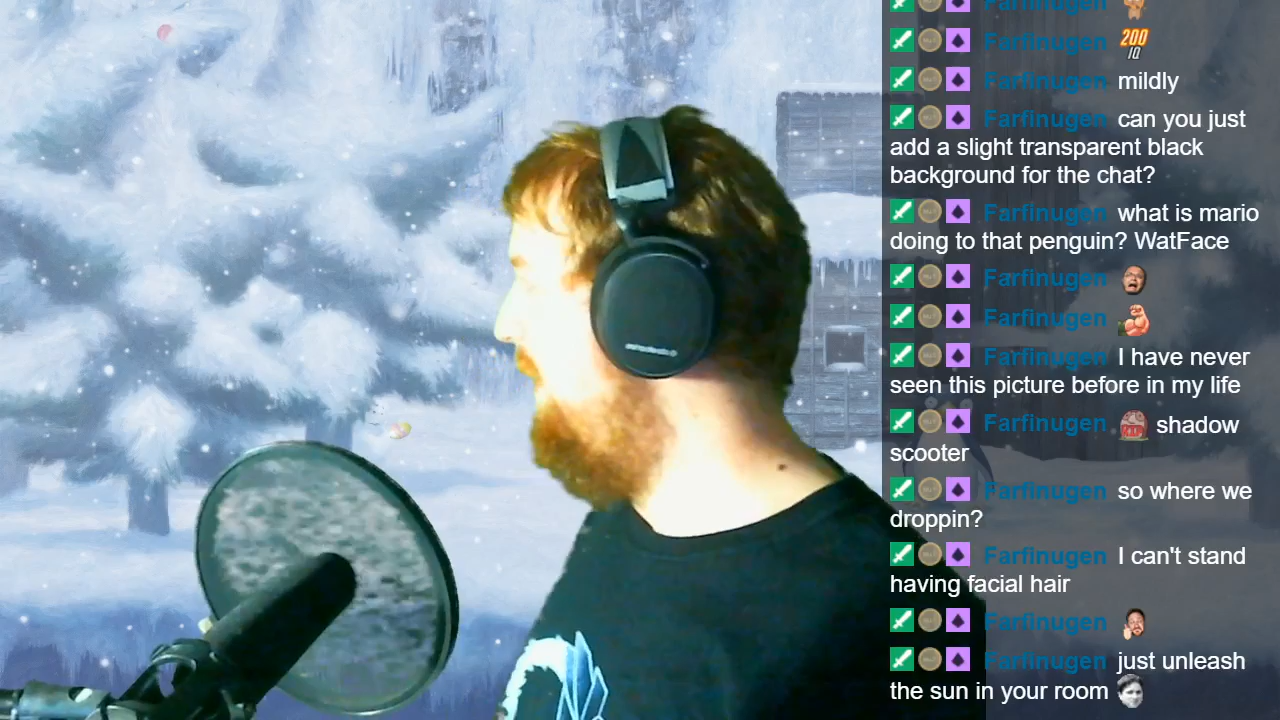 Farfinugen
Farfinugen 200
IQ
Farfinugen mildly
Farfinugen can you just
add a slight transparent black
background for the chat?
Farfinugen what is mario
doing to that penguin? WatFace
Farfinugen
Farfinugen
Farfinugen I have never
seen this picture before in my life
Farfinugen shadow
scooter
Farfinugen so where we
droppin?
Farfinugen I can't stand
having facial hair
Farfinugen
Farfinugen just unleash
the sun in your room